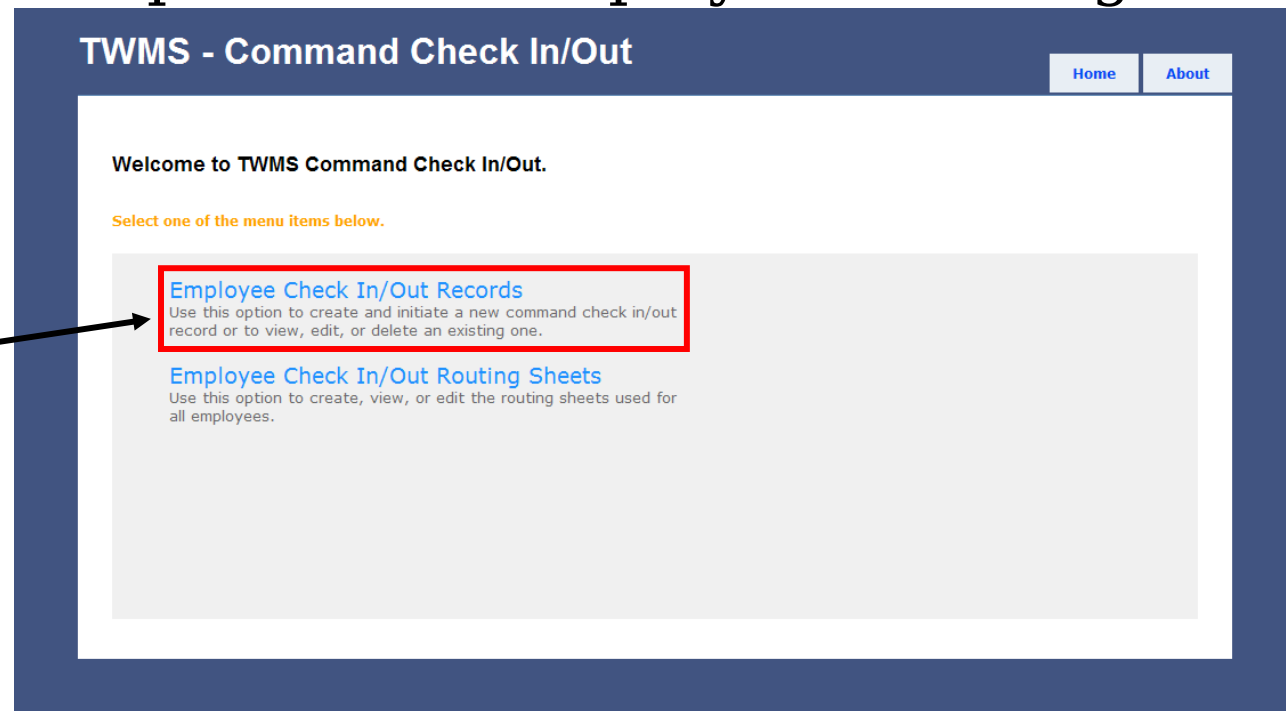 TWMS - Command Check In/Out
Home
About
Welcome to TWMS Command Check In/Out.
Select one of the menu items below.
Employee Check In/Out Records
Use this option to create and initiate a new command check in/out
record or to view, edit, or delete an existing one.
Employee Check In/Out Routing Sheets
Use this option to create, view, or edit the routing sheets used for
all employees.